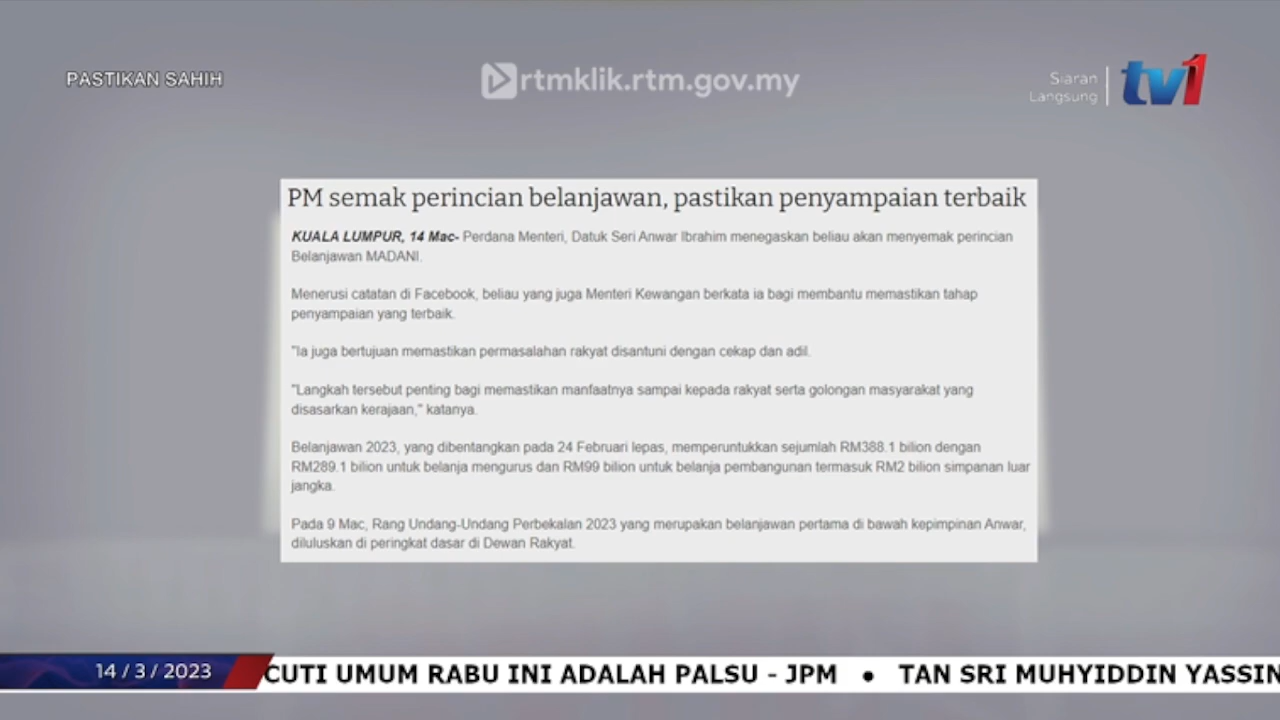 PASTIKAN SAHIH
rtmklik.rtm.gov.my
Siaran
Langsung
tv1
PM semak perincian belanjawan, pastikan penyampaian terbaik
KUALA LUMPUR, 14 Mac- Perdana Menteri, Datuk Seri Anwar Ibrahim menegaskan beliau akan menyemak perincian
Belanjawan MADANI.
Menerusi catatan di Facebook, beliau yang juga Menteri Kewangan berkata ia bagi membantu memastikan tahap
penyampaian yang terbaik.
"Ia juga bertujuan memastikan permasalahan rakyat disantuni dengan cekap dan adil.
"Langkah tersebut penting bagi memastikan manfaatnya sampai kepada rakyat serta golongan masyarakat yang
disasarkan kerajaan," katanya.
Belanjawan 2023, yang dibentangkan pada 24 Februari lepas, memperuntukkan sejumlah RM388.1 bilion dengan
RM289.1 bilion untuk belanja mengurus dan RM99 bilion untuk belanja pembangunan termasuk RM2 bilion simpanan luar
jangka.
Pada 9 Mac, Rang Undang-Undang Perbekalan 2023 yang merupakan belanjawan pertama di bawah kepimpinan Anwar,
diluluskan di peringkat dasar di Dewan Rakyat.
14 / 3 / 2023
CUTI UMUM RABU INI ADALAH PALSU - JPM • TAN SRI MUHYIDDIN YASSIN